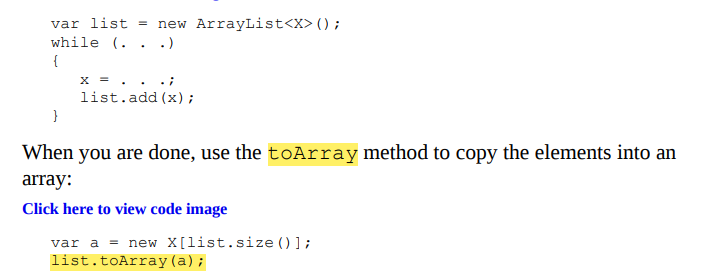 var list = new ArrayList<X>();
while (. . .)
{
x = . . .;
list.add(x);
}
When you are done, use the toArray method to copy the elements into an
array:
Click here to view code image
var a = new X[list.size()];
list.toArray(a);